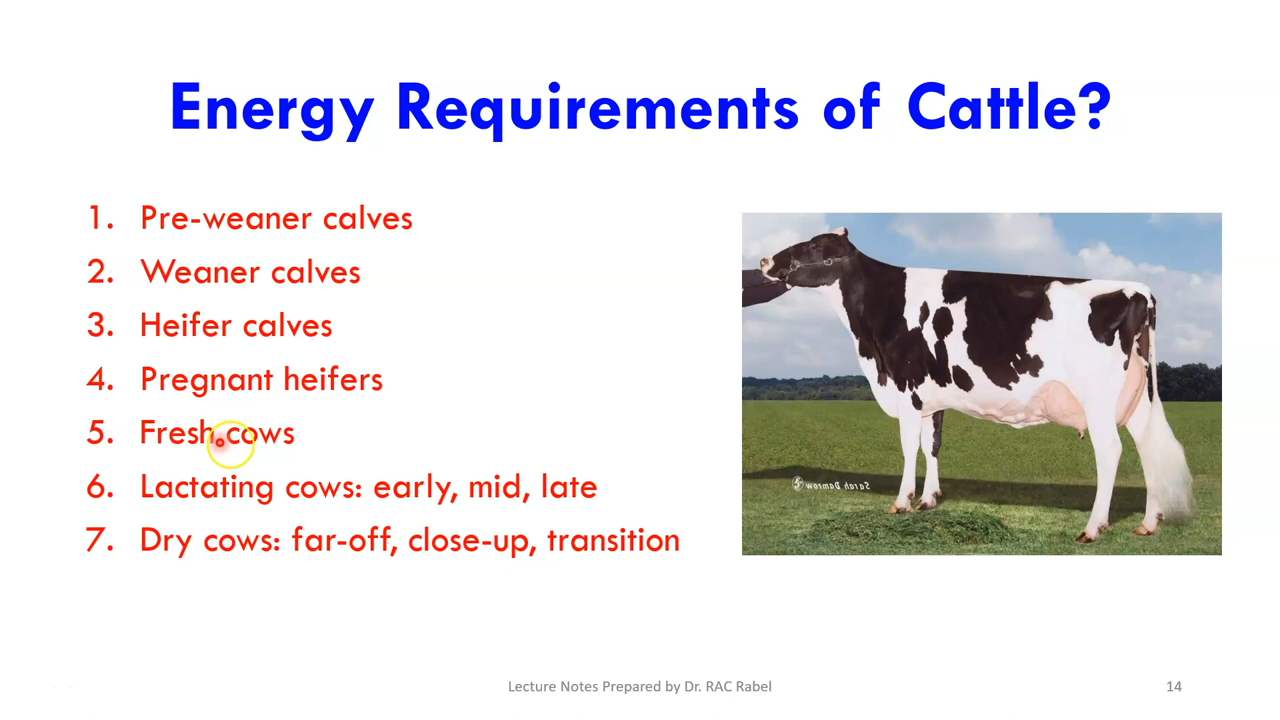 Energy Requirements of Cattle?
1. Pre-weaner calves
2. Weaner calves
3. Heifer calves
4. Pregnant heifers
5. Fresh cows
6. Lactating cows: early, mid, late
7. Dry cows: far-off, close-up, transition
Sarah Damrow
Lecture Notes Prepared by Dr. RAC Rabel
14